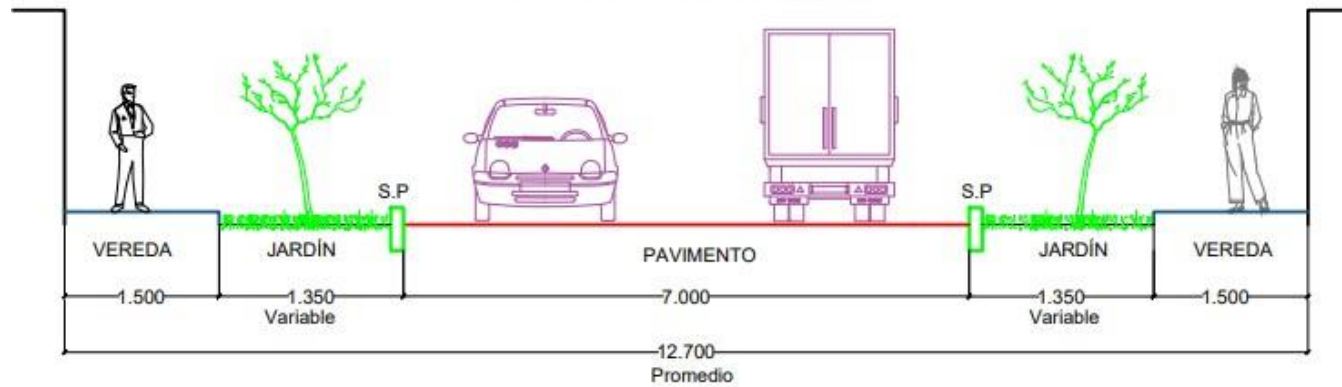 S.P
S.P
VEREDA
JARDÍN
PAVIMENTO
JARDÍN
VEREDA
1.500
1.350
7.000
1.350
1.500
Variable
Variable
12.700
Promedio